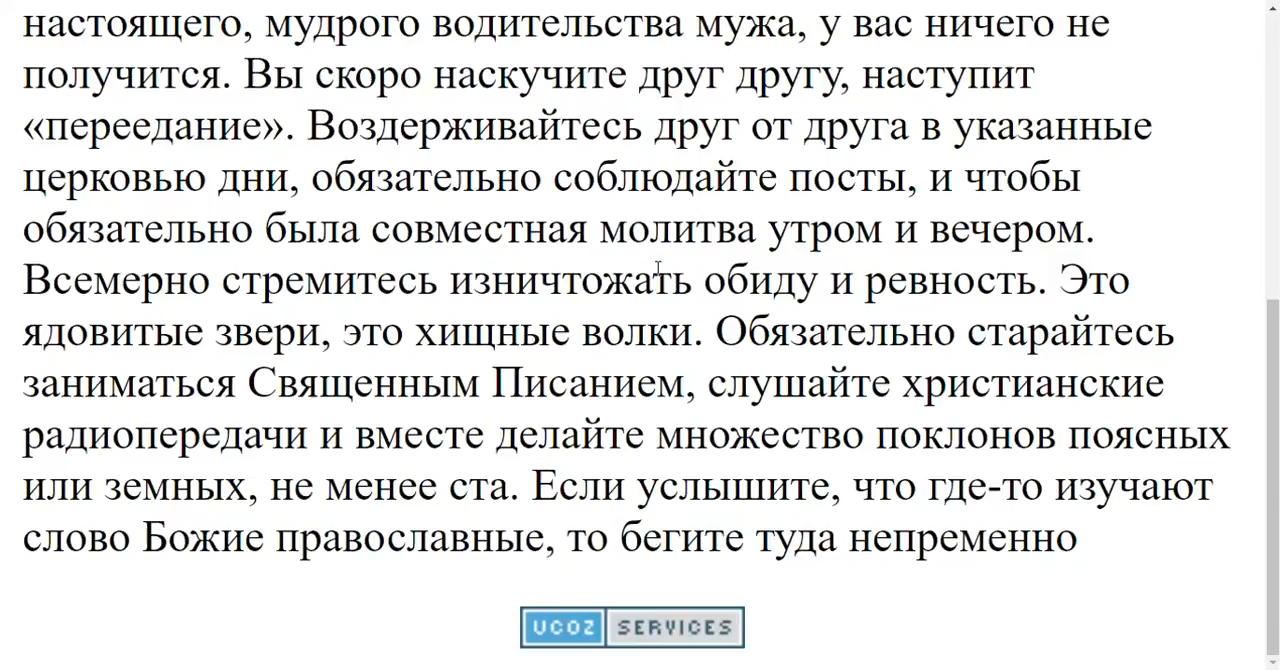 настоящего, мудрого водительства мужа, у вас ничего не
получится. Вы скоро наскучите друг другу, наступит
«переедание». Воздерживайтесь друг от друга в указанные
церковью дни, обязательно соблюдайте посты, и чтобы
обязательно была совместная молитва утром и вечером.
Всемерно стремитесь изничтожать обиду и ревность. Это
ядовитые звери, это хищные волки. Обязательно старайтесь
заниматься Священным Писанием, слушайте христианские
радиопередачи и вместе делайте множество поклонов поясных
или земных, не менее ста. Если услышите, что где-то изучают
слово Божие православные, то бегите туда непременно
UCOZ SERVICES